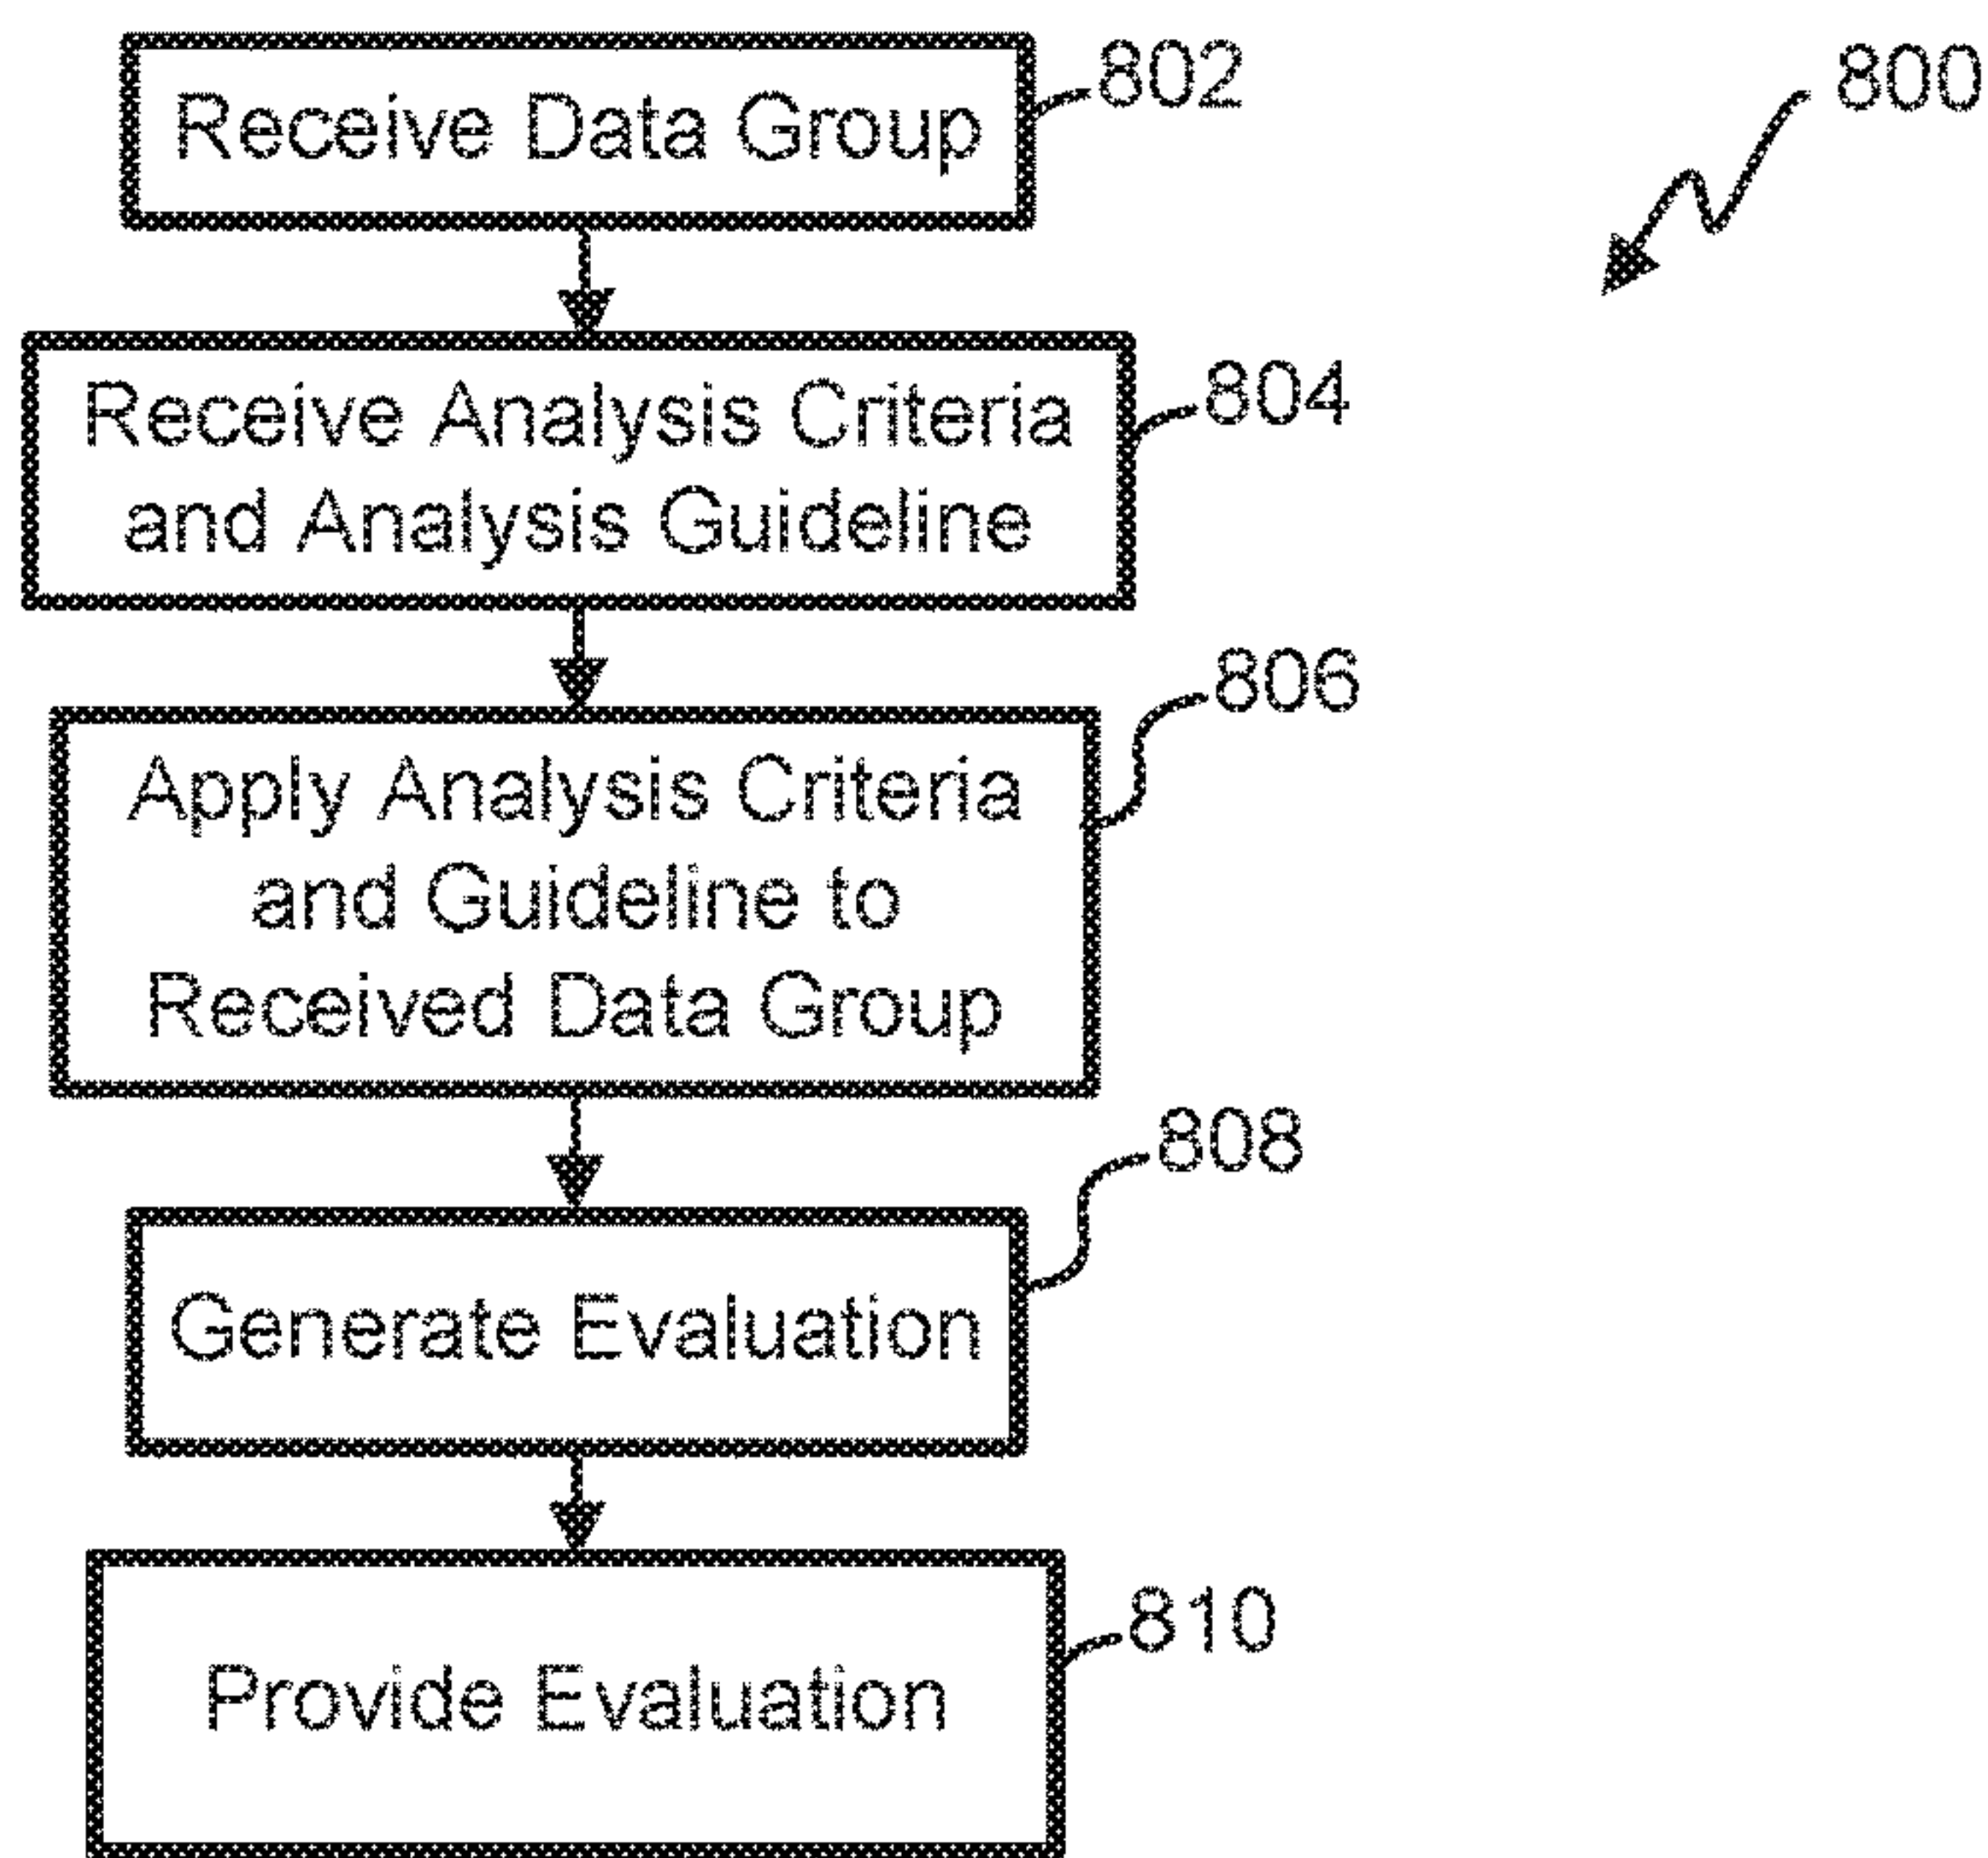 Receive Data Group
802
800
Receive Analysis Criteria
and Analysis Guideline
804
Apply Analysis Criteria
and Guideline to
Received Data Group
806
Generate Evaluation
808
Provide Evaluation
810